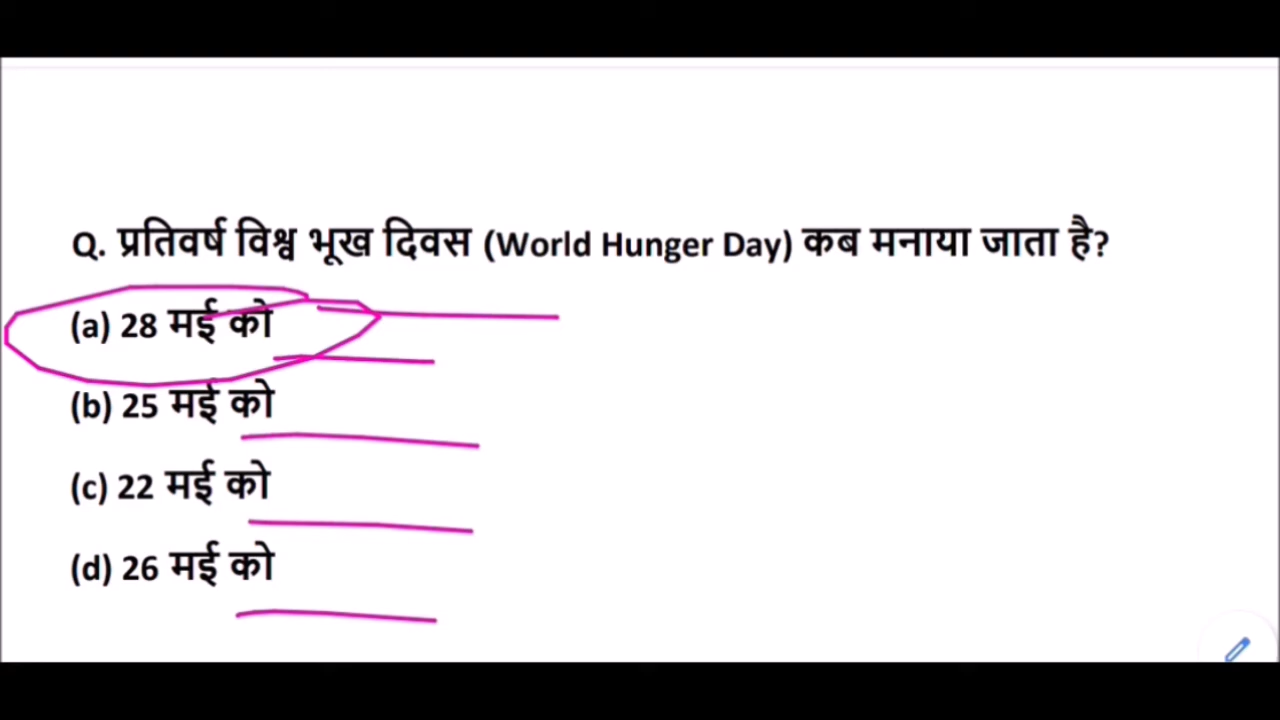 Q. प्रतिवर्ष विश्व भूख दिवस (World Hunger Day) कब मनाया जाता है?
(a) 28 मई को
(b) 25 मई को
(c) 22 मई को
(d) 26 मई को